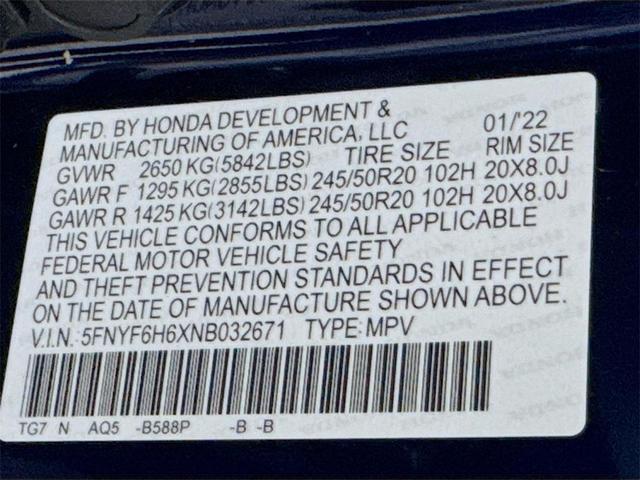 MFD. BY HONDA DEVELOPMENT &
MANUFACTURING OF AMERICA, LLC 01/'22
GVWR 2650 KG(5842LBS) TIRE SIZE RIM SIZE
GAWR F 1295 KG(2855LBS) 245/50R20 102H 20X8.0J
GAWR R 1425 KG(3142LBS) 245/50R20 102H 20X8.0J
THIS VEHICLE CONFORMS TO ALL APPLICABLE
FEDERAL MOTOR VEHICLE SAFETY
AND THEFT PREVENTION STANDARDS IN EFFECT
ON THE DATE OF MANUFACTURE SHOWN ABOVE.
V.I.N.:5FNYF6H6XNB032671 TYPE:MPV
TG7 N AQ5 -B588P -B -B